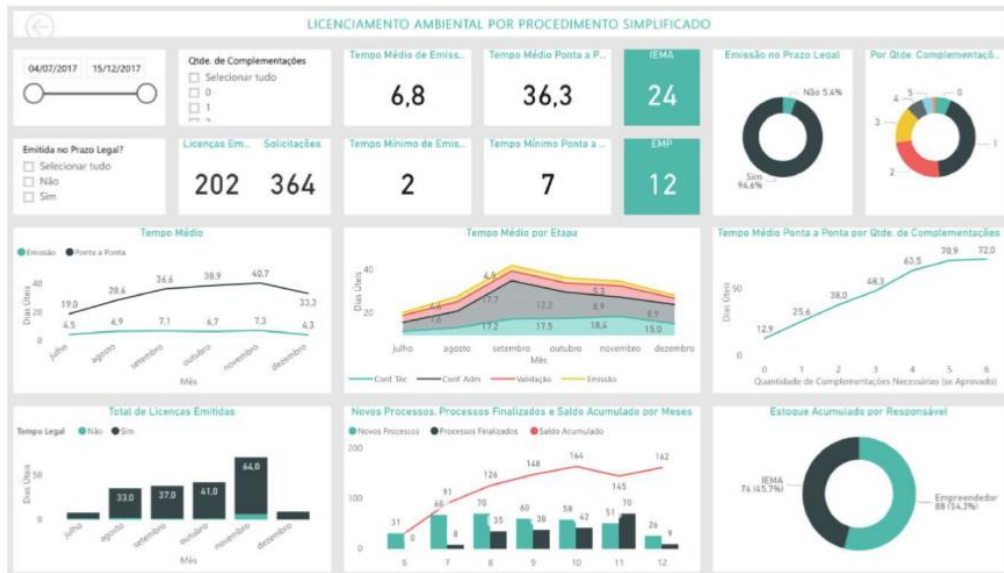 LICENCIAMENTO AMBIENTAL POR PROCEDIMENTO SIMPLIFICADO
04/07/2017 15/12/2017
Qtde. de Complementações
Selecionar tudo
0
1
Tempo Médio de Emiss...
6,8
Tempo Médio Ponta a P...
36,3
IEMA
24
Emissão no Prazo Legal
Não 5,4%
Sim
94,6%
Por Qtde. Complementaçõ...
0
1
2
3
4
5
Emitida no Prazo Legal?
Selecionar tudo
Não
Sim
Licenças Em...
202
Solicitações
364
Tempo Mínimo de Emis...
2
Tempo Mínimo Ponta a ...
7
EMP
12
Tempo Médio
Emissão Ponta a Ponta
Dias Úteis
40
20
0
19,0 28,6 36,6 38,9 40,7 33,3
4,5 6,9 7,1 6,7 7,3 4,3
julho agosto setembro outubro novembro dezembro
Mês
Tempo Médio por Etapa
Dias Úteis
40
20
4,6 4,9 5,3
7,6 17,7 12,2 8,9 8,9
17,2 17,5 18,4 15,0
julho agosto setembro outubro novembro dezembro
Mês
Conf. Téc Conf. Adm Validação Emissão
Tempo Médio Ponta a Ponta por Qtde. de Complementações
Dias Úteis
50
0
12,9 25,6 38,0 48,3 63,5 70,9 72,0
0 1 2 3 4 5 6
Quantidade de Complementações Necessárias (se Aprovado)
Total de Licenças Emitidas
Tempo Legal Não Sim
Dias Úteis
50
0
33,0 37,0 41,0 64,0
julho agosto setembro outubro novembro dezembro
Mês
Novos Processos, Processos Finalizados e Saldo Acumulado por Meses
Novos Processos Processos Finalizados Saldo Acumulado
200
100
0
91 126 148 164 145 162
31 68 70 60 58 51 26
0 8 35 38 42 70 9
6 7 8 9 10 11 12
Estoque Acumulado por Responsável
IEMA
74 (45,7%)
Empreendedor
88 (54,3%)